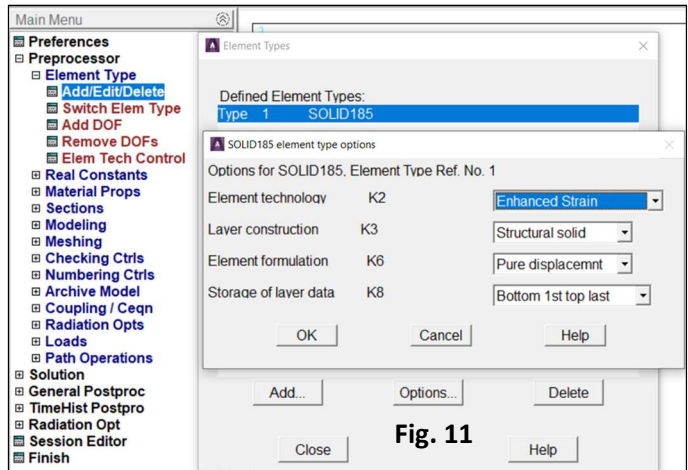 Main Menu
Preferences
Preprocessor
Element Type
Add/Edit/Delete
Switch Elem Type
Add DOF
Remove DOFs
Elem Tech Control
Real Constants
Material Props
Sections
Modeling
Meshing
Checking Ctrls
Numbering Ctrls
Archive Model
Coupling / Ceqn
Radiation Opts
Loads
Path Operations
Solution
General Postproc
TimeHist Postpro
Radiation Opt
Session Editor
Finish
1
Element Types
Defined Element Types:
Type 1 SOLID185
SOLID185 element type options
Options for SOLID185, Element Type Ref. No. 1
Element technology K2 Enhanced Strain
Layer construction K3 Structural solid
Element formulation K6 Pure displacemnt
Storage of layer data K8 Bottom 1st top last
OK Cancel Help
Add... Options... Delete
Fig. 11
Close Help